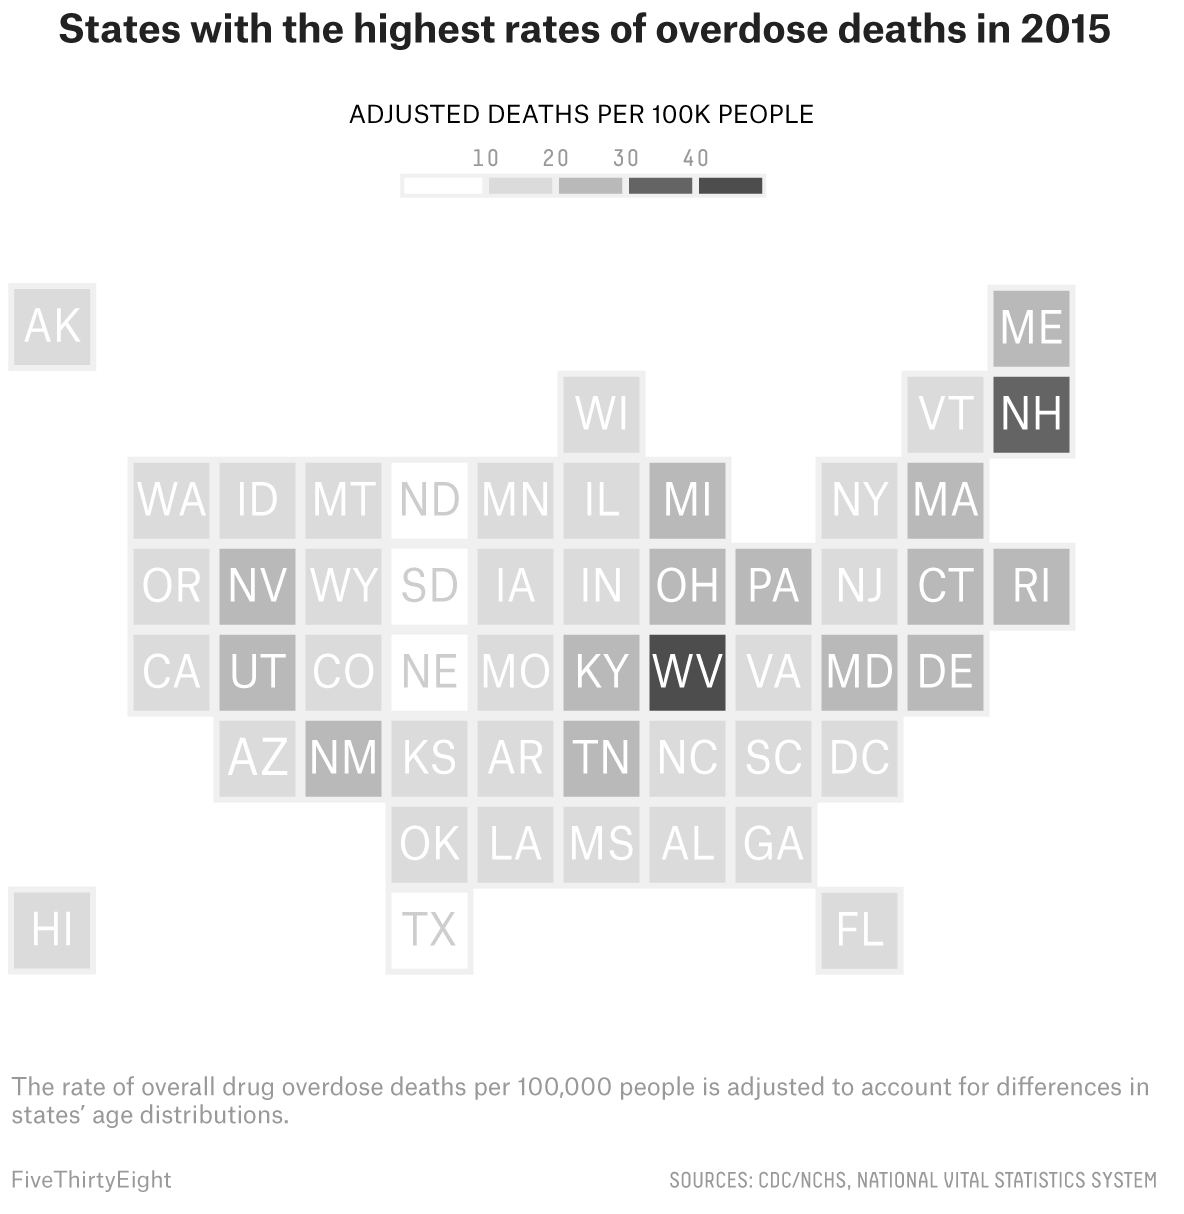 States with the highest rates of overdose deaths in 2015
ADJUSTED DEATHS PER 100K PEOPLE
10 20 30 40
AK ME
WI VT NH
WA ID MT ND MN IL MI NY MA
OR NV WY SD IA IN OH PA NJ CT RI
CA UT CO NE MO KY WV VA MD DE
AZ NM KS AR TN NC SC DC
OK LA MS AL GA
HI TX FL
The rate of overall drug overdose deaths per 100,000 people is adjusted to account for differences in
states’ age distributions.
FiveThirtyEight SOURCES: CDC/NCHS, NATIONAL VITAL STATISTICS SYSTEM